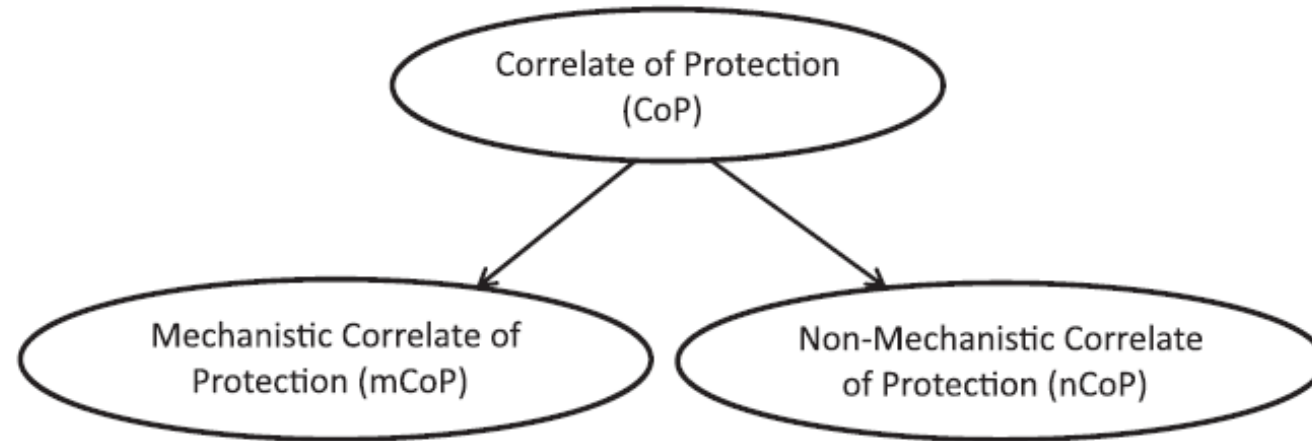 Correlate of Protection
(CoP)
Mechanistic Correlate of
Protection (mCoP)
Non-Mechanistic Correlate
of Protection (nCoP)